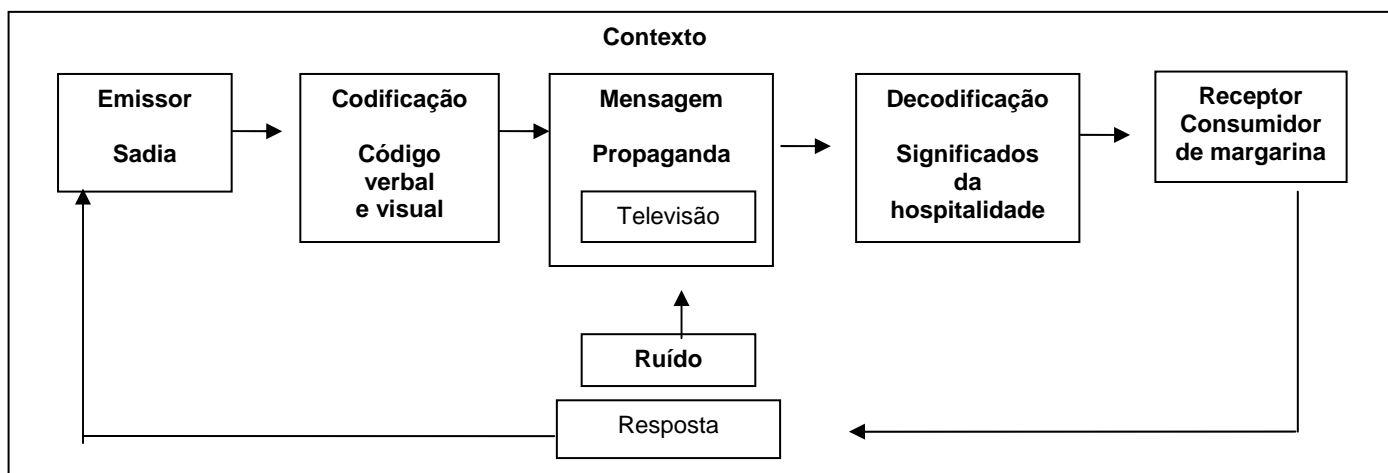 Contexto
Emissor
Sadia
Codificação
Código
verbal
e visual
Mensagem
Propaganda
Televisão
Decodificação
Significados
da
hospitalidade
Receptor
Consumidor
de margarina
Ruído
Resposta